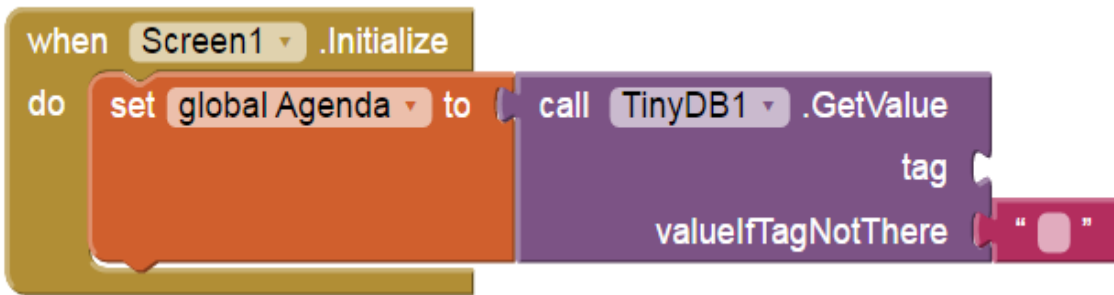 when Screen1 .Initialize
do set global Agenda to call TinyDB1 .GetValue
tag
valueIfTagNotThere “ ”